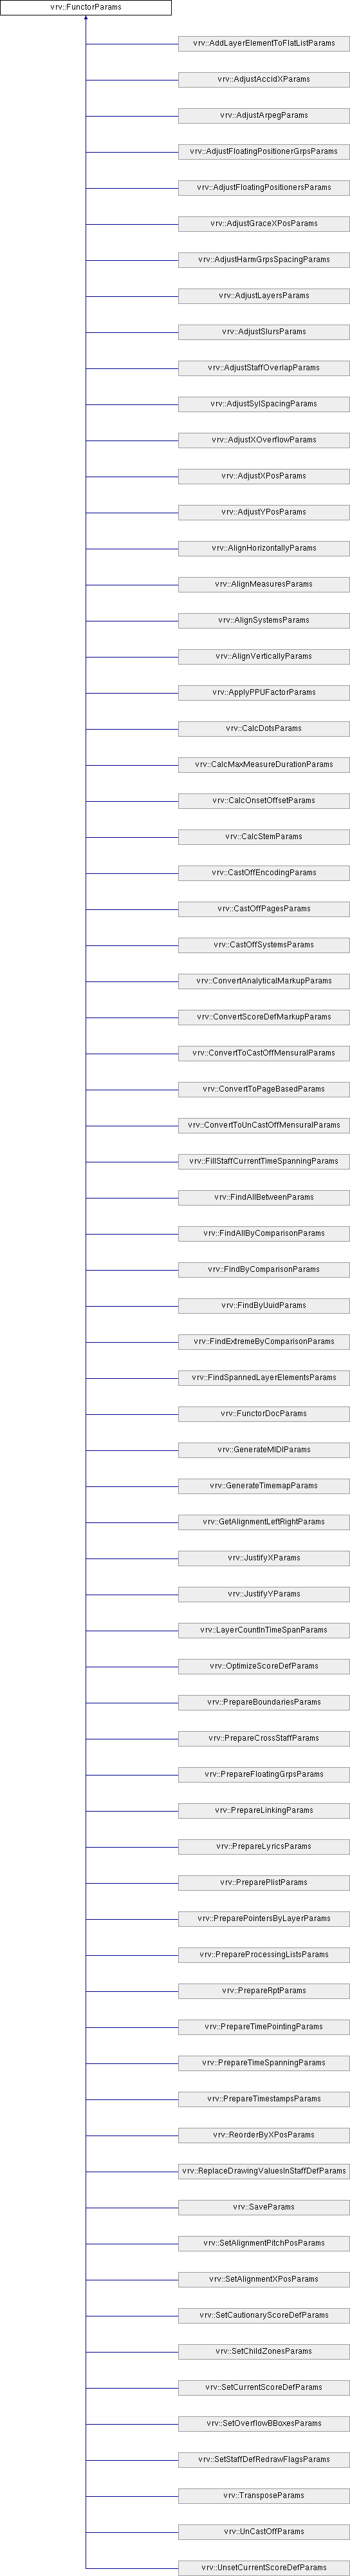 vrv::FunctorParams
vrv::AddLayerElementToFlatListParams
vrv::AdjustAccidXParams
vrv::AdjustArpegParams
vrv::AdjustFloatingPositionerGrpsParams
vrv::AdjustFloatingPositionersParams
vrv::AdjustGraceXPosParams
vrv::AdjustHarmGrpsSpacingParams
vrv::AdjustLayersParams
vrv::AdjustSlursParams
vrv::AdjustStaffOverlapParams
vrv::AdjustSylSpacingParams
vrv::AdjustXOverflowParams
vrv::AdjustXPosParams
vrv::AdjustYPosParams
vrv::AlignHorizontallyParams
vrv::AlignMeasuresParams
vrv::AlignSystemsParams
vrv::AlignVerticallyParams
vrv::ApplyPPUFactorParams
vrv::CalcDotsParams
vrv::CalcMaxMeasureDurationParams
vrv::CalcOnsetOffsetParams
vrv::CalcStemParams
vrv::CastOffEncodingParams
vrv::CastOffPagesParams
vrv::CastOffSystemsParams
vrv::ConvertAnalyticalMarkupParams
vrv::ConvertScoreDefMarkupParams
vrv::ConvertToCastOffMensuralParams
vrv::ConvertToPageBasedParams
vrv::ConvertToUnCastOffMensuralParams
vrv::FillStaffCurrentTimeSpanningParams
vrv::FindAllBetweenParams
vrv::FindAllByComparisonParams
vrv::FindByComparisonParams
vrv::FindByUuidParams
vrv::FindExtremeByComparisonParams
vrv::FindSpannedLayerElementsParams
vrv::FunctorDocParams
vrv::GenerateMIDIParams
vrv::GenerateTimemapParams
vrv::GetAlignmentLeftRightParams
vrv::JustifyXParams
vrv::JustifyYParams
vrv::LayerCountInTimeSpanParams
vrv::OptimizeScoreDefParams
vrv::PrepareBoundariesParams
vrv::PrepareCrossStaffParams
vrv::PrepareFloatingGrpsParams
vrv::PrepareLinkingParams
vrv::PrepareLyricsParams
vrv::PreparePlistParams
vrv::PreparePointersByLayerParams
vrv::PrepareProcessingListsParams
vrv::PrepareRptParams
vrv::PrepareTimePointingParams
vrv::PrepareTimeSpanningParams
vrv::PrepareTimestampsParams
vrv::ReorderByXPosParams
vrv::ReplaceDrawingValuesInStaffDefParams
vrv::SaveParams
vrv::SetAlignmentPitchPosParams
vrv::SetAlignmentXPosParams
vrv::SetCautionaryScoreDefParams
vrv::SetChildZonesParams
vrv::SetCurrentScoreDefParams
vrv::SetOverflowBBoxesParams
vrv::SetStaffDefRedrawFlagsParams
vrv::TransposeParams
vrv::UnCastOffParams
vrv::UnsetCurrentScoreDefParams